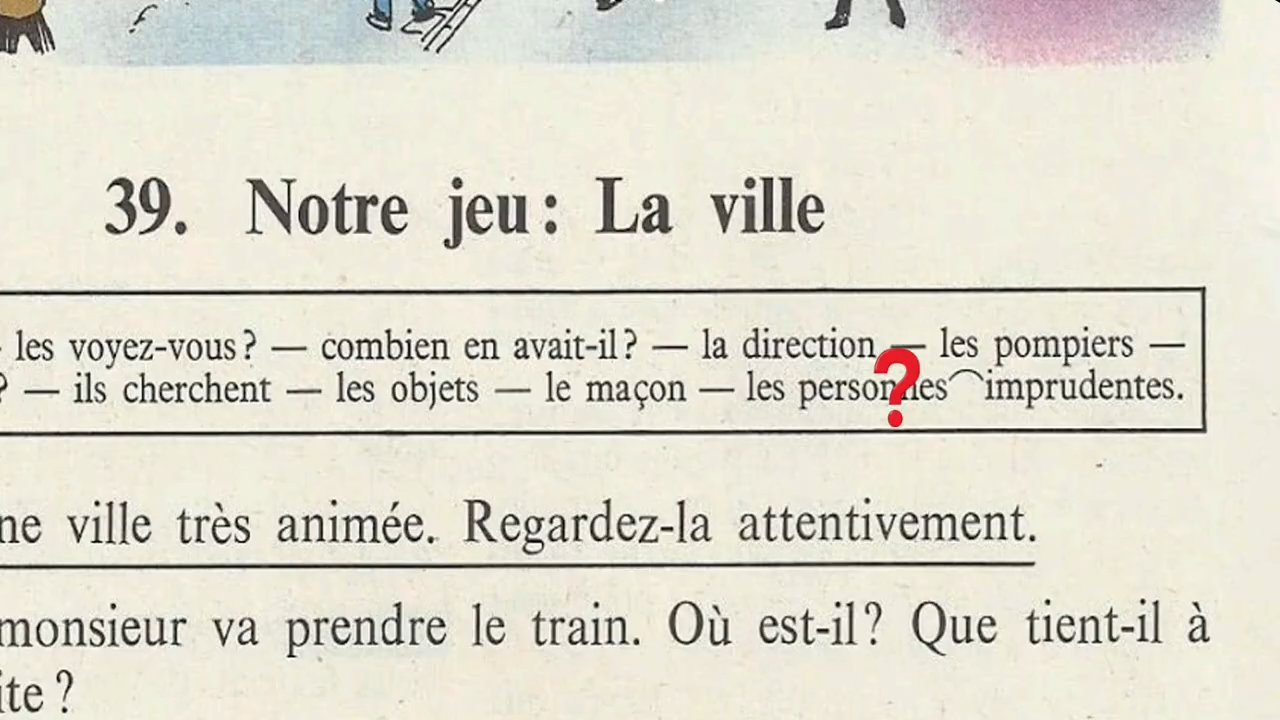 39. Notre jeu : La ville
les voyez-vous ? — combien en avait-il ? — la direction — les pompiers —
? — ils cherchent — les objets — le maçon — les personnes‿imprudentes.
ne ville très animée. Regardez-la attentivement.
monsieur va prendre le train. Où est-il ? Que tient-il à
ite ?